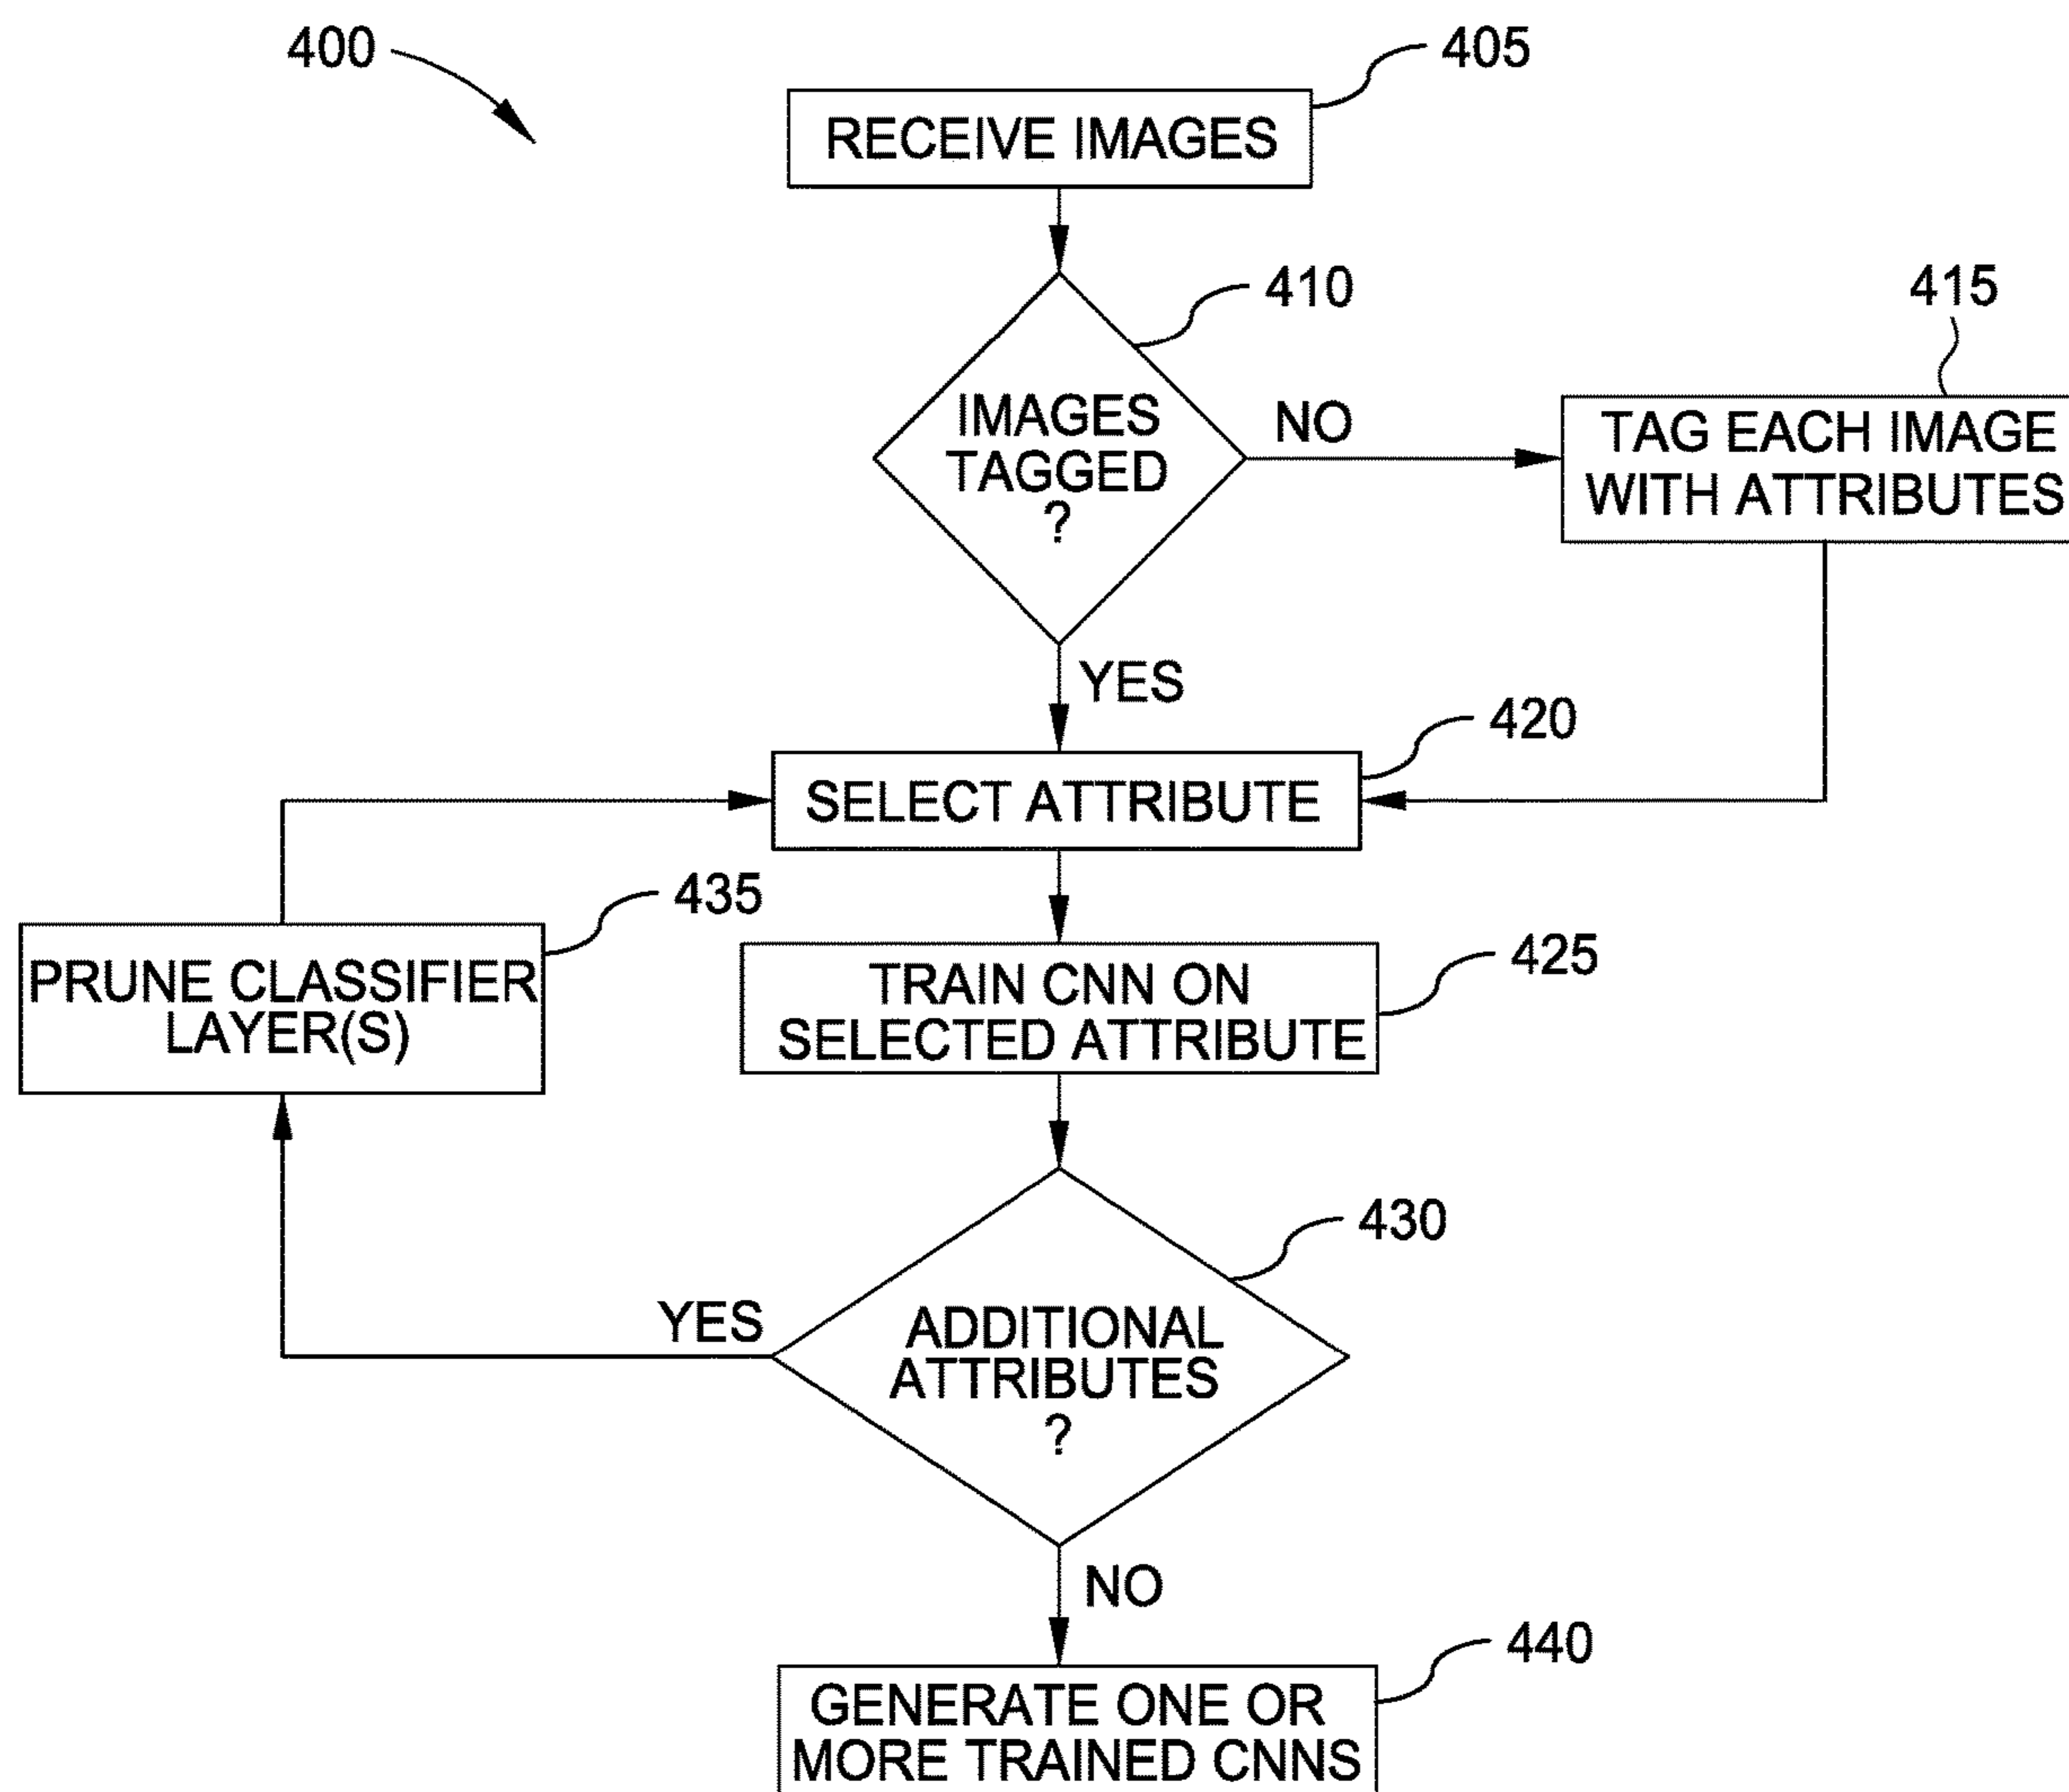 400
405
RECEIVE IMAGES
410
415
IMAGES
TAGGED
?
NO
TAG EACH IMAGE
WITH ATTRIBUTES
YES
420
SELECT ATTRIBUTE
435
PRUNE CLASSIFIER
LAYER(S)
425
TRAIN CNN ON
SELECTED ATTRIBUTE
430
YES
ADDITIONAL
ATTRIBUTES
?
NO
440
GENERATE ONE OR
MORE TRAINED CNNS